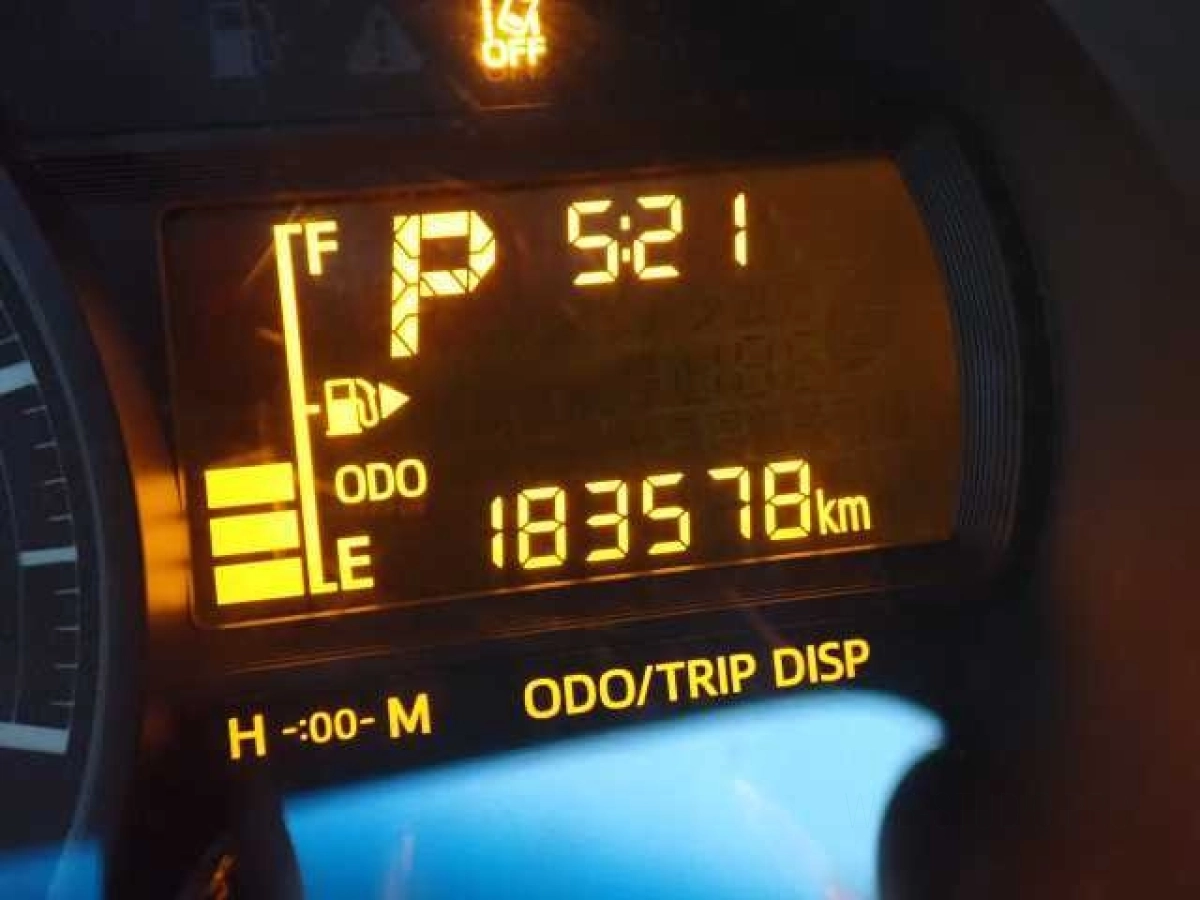 OFF
F P 5:21
ODO
E 183578km
H -:00- M ODO/TRIP DISP